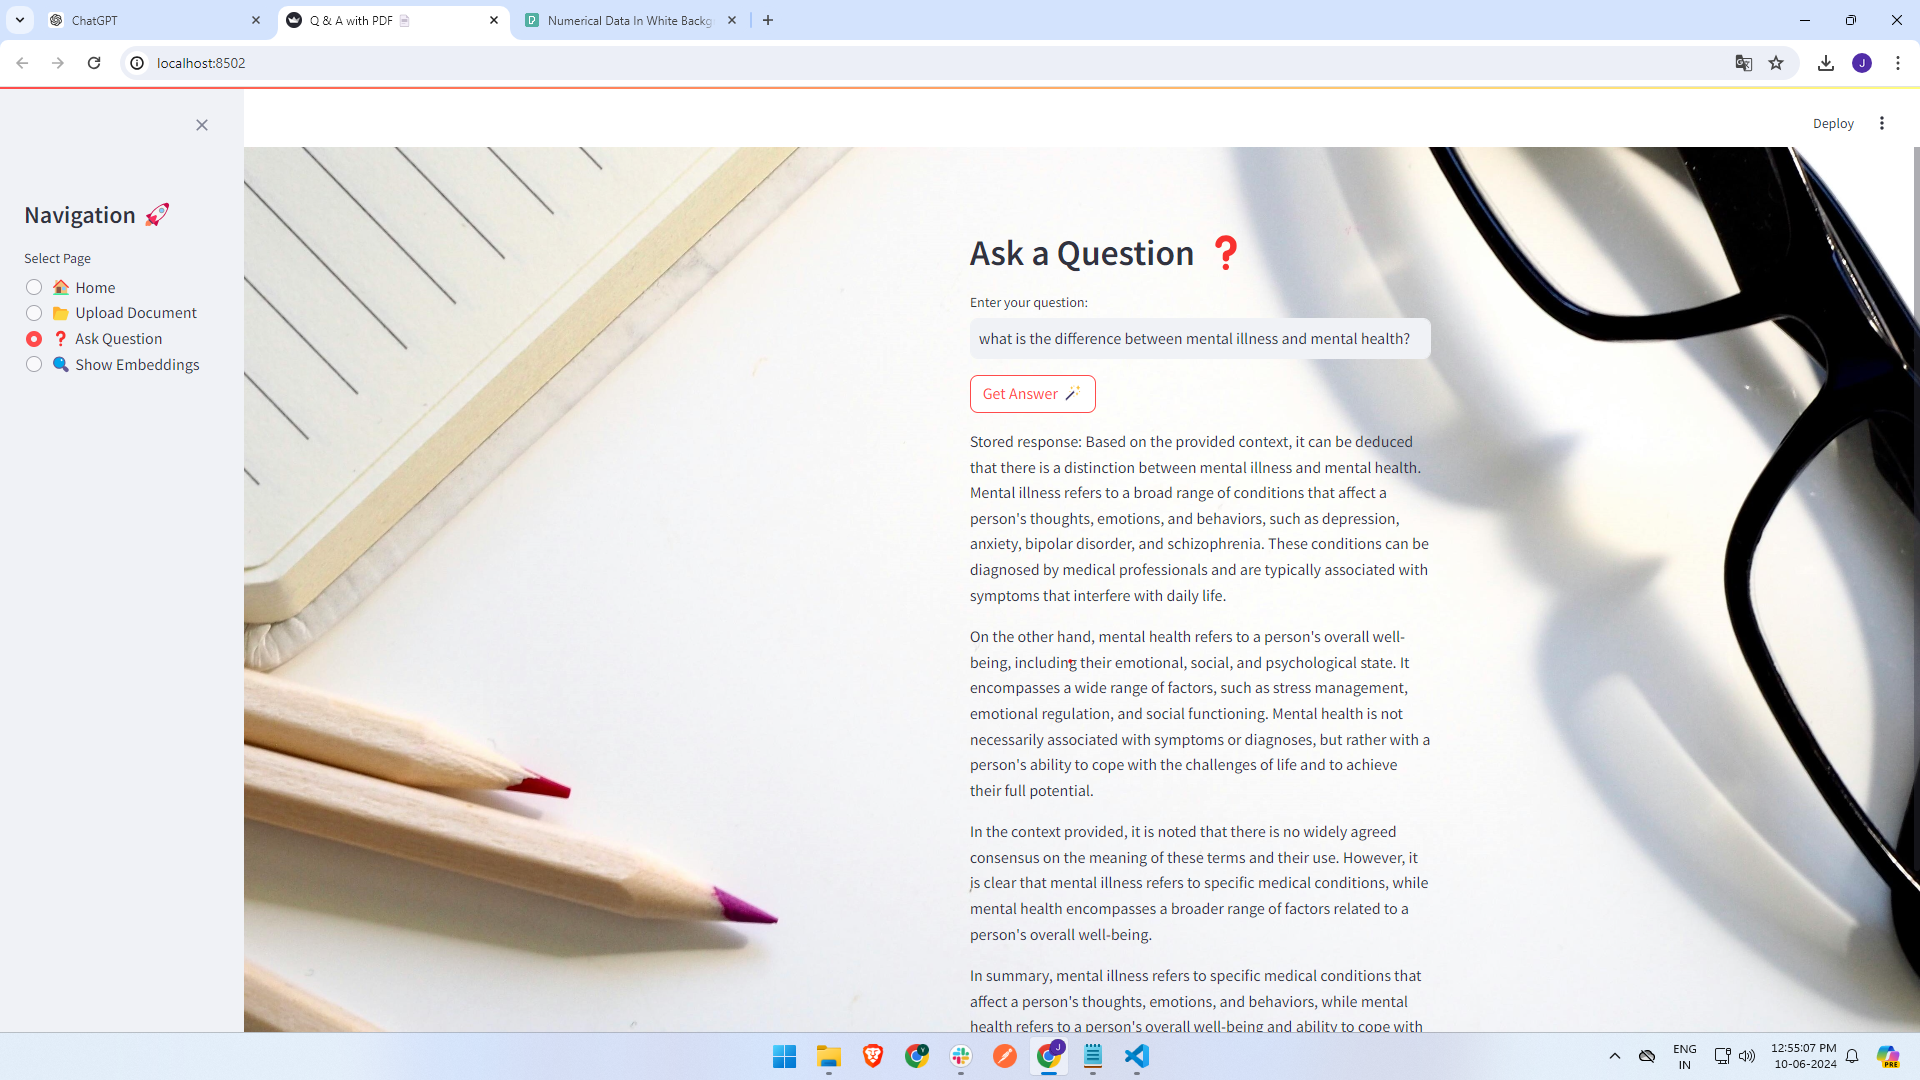 ChatGPT
Q & A with PDF
Numerical Data In White Backg
localhost:8502
Deploy
Navigation 🚀
Select Page
🏠 Home
📁 Upload Document
❓ Ask Question
🔍 Show Embeddings
Ask a Question ❓
Enter your question:
what is the difference between mental illness and mental health?
Get Answer 🪄
Stored response: Based on the provided context, it can be deduced
that there is a distinction between mental illness and mental health.
Mental illness refers to a broad range of conditions that affect a
person's thoughts, emotions, and behaviors, such as depression,
anxiety, bipolar disorder, and schizophrenia. These conditions can be
diagnosed by medical professionals and are typically associated with
symptoms that interfere with daily life.
On the other hand, mental health refers to a person's overall well-
being, including their emotional, social, and psychological state. It
encompasses a wide range of factors, such as stress management,
emotional regulation, and social functioning. Mental health is not
necessarily associated with symptoms or diagnoses, but rather with a
person's ability to cope with the challenges of life and to achieve
their full potential.
In the context provided, it is noted that there is no widely agreed
consensus on the meaning of these terms and their use. However, it
is clear that mental illness refers to specific medical conditions, while
mental health encompasses a broader range of factors related to a
person's overall well-being.
In summary, mental illness refers to specific medical conditions that
affect a person's thoughts, emotions, and behaviors, while mental
health refers to a person's overall well-being and ability to cope with
ENG
IN
12:55:07 PM
10-06-2024
J
J
PRE